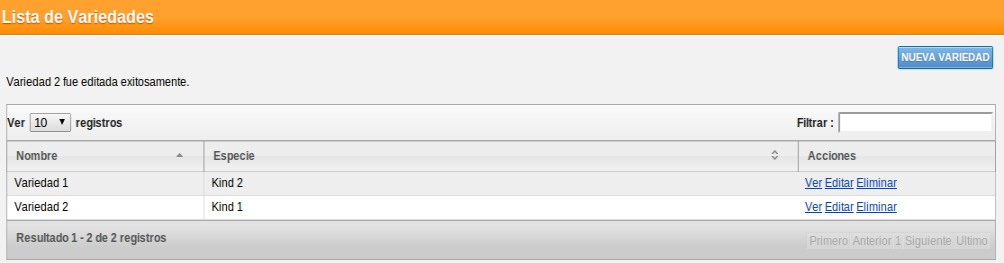 Lista de Variedades
NUEVA VARIEDAD
Variedad 2 fue editada exitosamente.
Ver 10 registros Filtrar :
Nombre Especie Acciones
Variedad 1 Kind 2 Ver Editar Eliminar
Variedad 2 Kind 1 Ver Editar Eliminar
Resultado 1 - 2 de 2 registros Primero Anterior 1 Siguiente Ultimo